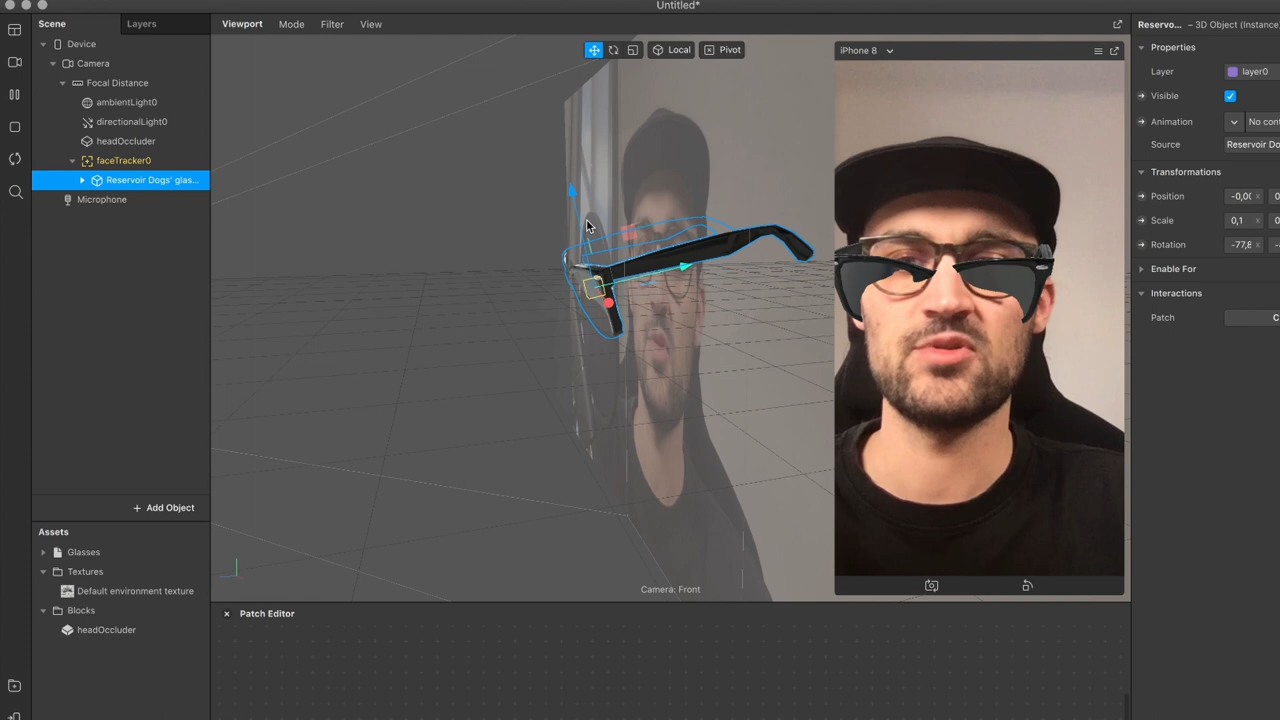 Untitled*
Scene
Layers
Device
Camera
Focal Distance
ambientLight0
directionalLight0
headOccluder
faceTracker0
Reservoir Dogs' glas...
Microphone
+ Add Object
Assets
Glasses
Textures
Default environment texture
Blocks
headOccluder
Viewport
Mode
Filter
View
Local
Pivot
Camera: Front
iPhone 8
Patch Editor
Reservo... – 3D Object (Instance
Properties
Layer
layer0
Visible
Animation
No cont
Source
Reservoir Do
Transformations
Position
-0,00
Scale
0,1
Rotation
-77,8
Enable For
Interactions
Patch
C